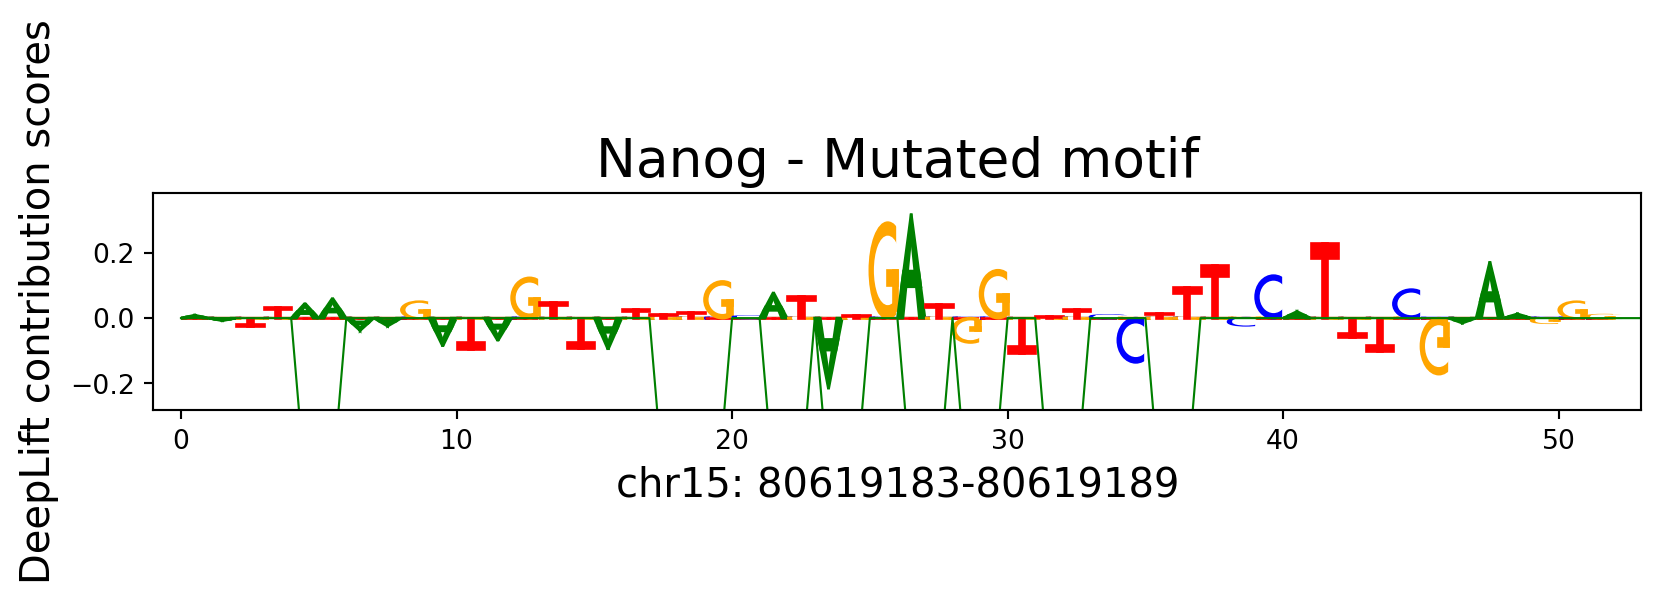 Nanog - Mutated motif
DeepLift contribution scores
0.2
0.0
−0.2
0 10 20 30 40 50
chr15: 80619183-80619189